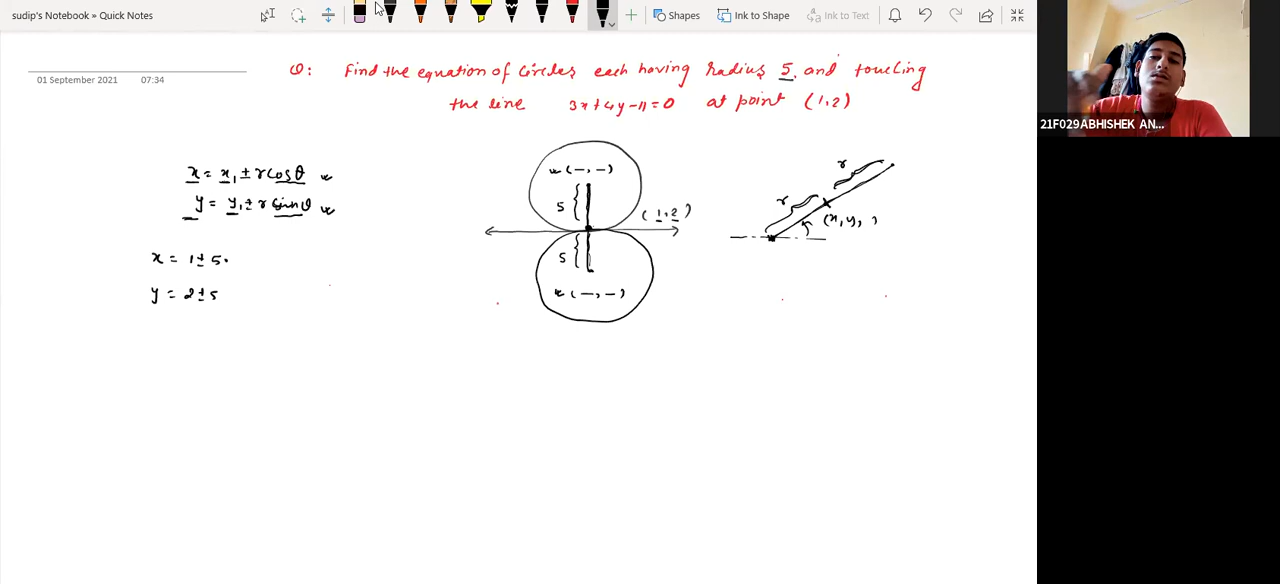 sudip's Notebook » Quick Notes
Shapes
Ink to Shape
Ink to Text
01 September 2021 07:34
Q: Find the equation of Circles each having Radius 5. and touching
the line 3x+4y-11=0 at point (1,2)
x = x₁ ± r cosθ
y = y₁ ± r sinθ
x = 1 ± 5
y = 2 ± 5
(-,-)
5
(1,2)
5
(-,-)
r
r
(x, y, )
21F029ABHISHEK AN...